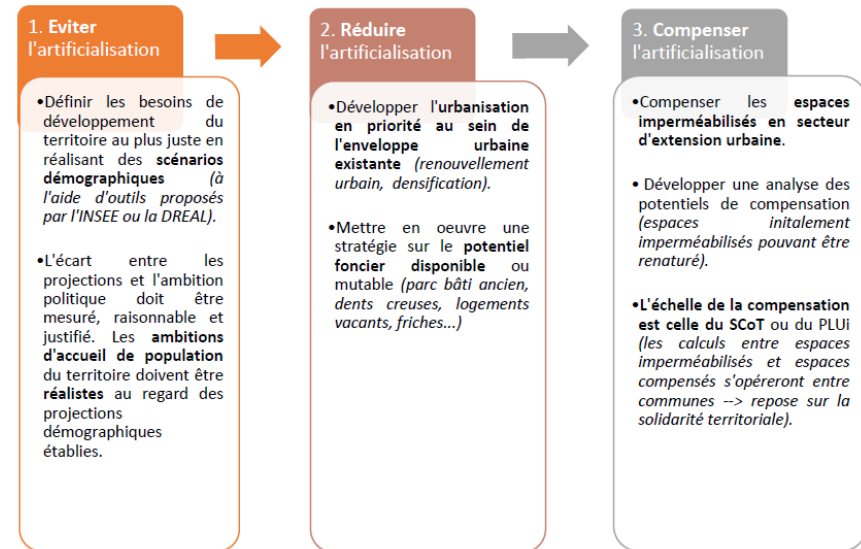 1. Eviter
l'artificialisation
•Définir les besoins de
développement du
territoire au plus juste en
réalisant des scénarios
démographiques (à
l'aide d'outils proposés
par l'INSEE ou la DREAL).
•L'écart entre les
projections et l'ambition
politique doit être
mesuré, raisonnable et
justifié. Les ambitions
d'accueil de population
du territoire doivent être
réalistes au regard des
projections
démographiques
établies.
2. Réduire
l'artificialisation
•Développer l'urbanisation
en priorité au sein de
l'enveloppe urbaine
existante (renouvellement
urbain, densification).
•Mettre en oeuvre une
stratégie sur le potentiel
foncier disponible ou
mutable (parc bâti ancien,
dents creuses, logements
vacants, friches...)
3. Compenser
l'artificialisation
•Compenser les espaces
imperméabilisés en secteur
d'extension urbaine.
• Développer une analyse des
potentiels de compensation
(espaces initalement
imperméabilisés pouvant être
renaturé).
•L'échelle de la compensation
est celle du SCoT ou du PLUi
(les calculs entre espaces
imperméabilisés et espaces
compensés s'opéreront entre
communes --> repose sur la
solidarité territoriale).